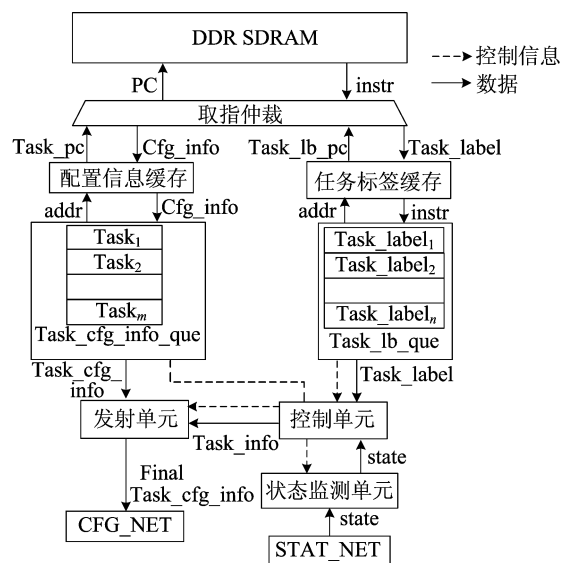 DDR SDRAM
控制信息
数据
PC
instr
取指仲裁
Task_pc
Cfg_info
Task_lb_pc
Task_label
配置信息缓存
任务标签缓存
addr
Cfg_info
addr
instr
Task₁
Task₂
Taskₘ
Task_cfg_info_que
Task_label₁
Task_label₂
Task_labelₙ
Task_lb_que
Task_cfg_
info
Task_label
发射单元
控制单元
Task_info
state
Final
Task_cfg_info
状态监测单元
state
CFG_NET
STAT_NET